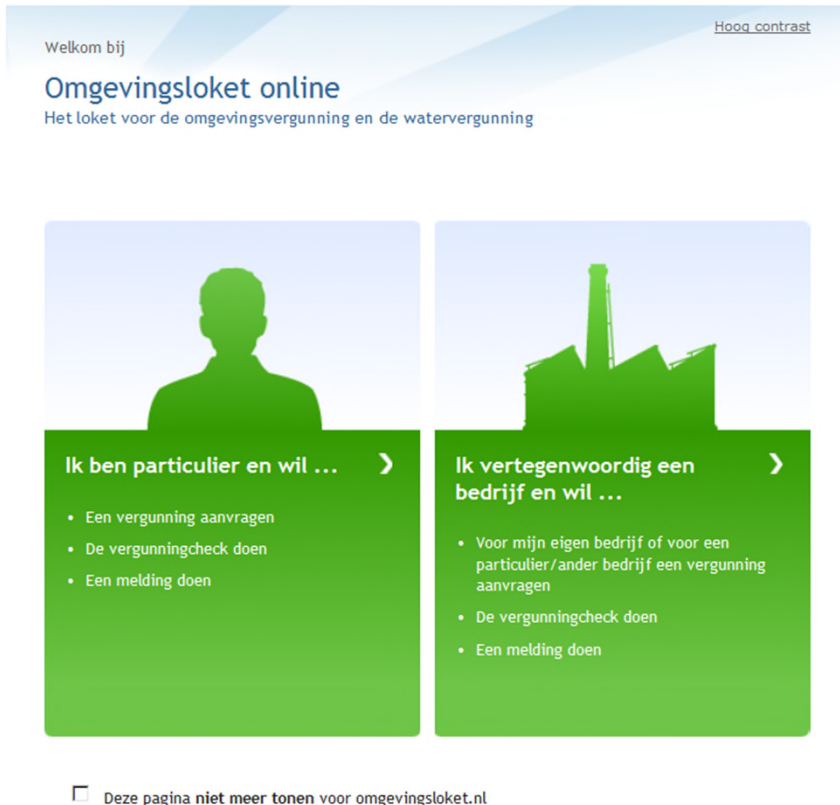 Hoog contrast
Welkom bij
Omgevingsloket online
Het loket voor de omgevingsvergunning en de watervergunning
Ik ben particulier en wil ...
• Een vergunning aanvragen
• De vergunningcheck doen
• Een melding doen
Ik vertegenwoordig een
bedrijf en wil ...
• Voor mijn eigen bedrijf of voor een
particulier/ander bedrijf een vergunning
aanvragen
• De vergunningcheck doen
• Een melding doen
Deze pagina niet meer tonen voor omgevingsloket.nl